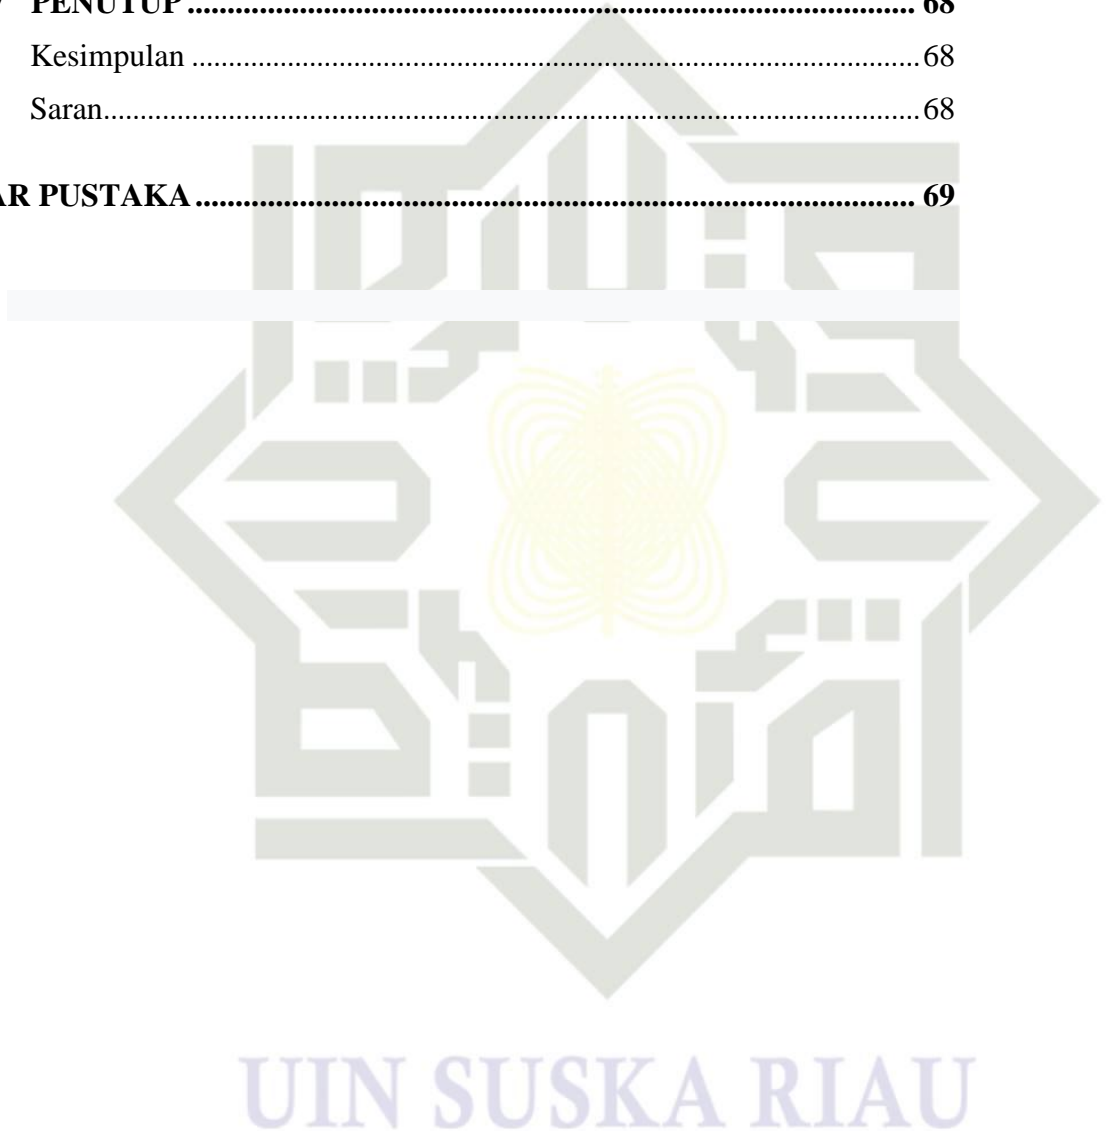 PENUTUP ........................................................................................... 68
Kesimpulan ............................................................................................ 68
Saran....................................................................................................... 68
AR PUSTAKA .......................................................................................... 69
UIN SUSKA RIAU